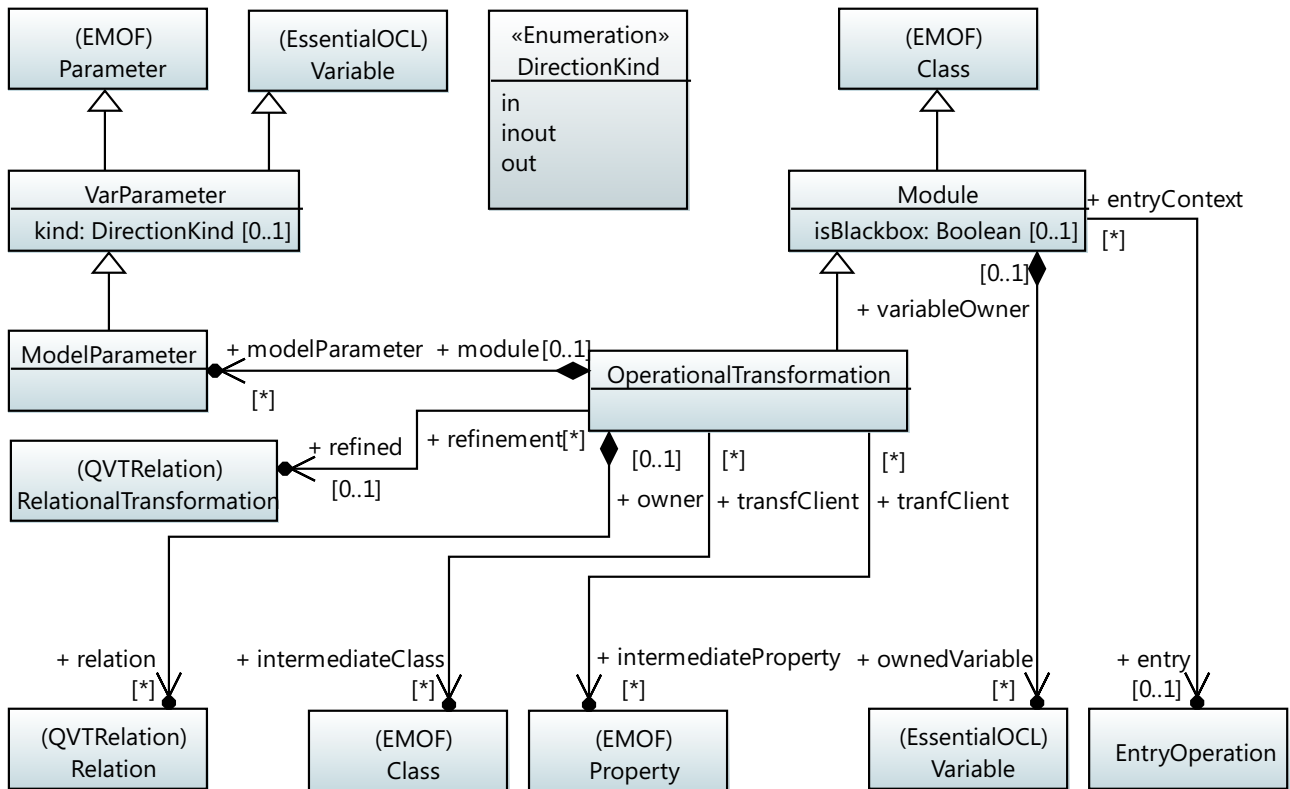 (EMOF)
Parameter
(EssentialOCL)
Variable
«Enumeration»
DirectionKind
in
inout
out
(EMOF)
Class
VarParameter
kind: DirectionKind [0..1]
Module
isBlackbox: Boolean [0..1]
+ entryContext
[*]
[0..1]
+ variableOwner
ModelParameter
+ modelParameter
[*]
+ module[0..1]
OperationalTransformation
+ refined
[0..1]
+ refinement[*]
(QVTRelation)
RelationalTransformation
[0..1]
+ owner
[*]
+ transfClient
[*]
+ tranfClient
+ relation
[*]
+ intermediateClass
[*]
+ intermediateProperty
[*]
+ ownedVariable
[*]
+ entry
[0..1]
(QVTRelation)
Relation
(EMOF)
Class
(EMOF)
Property
(EssentialOCL)
Variable
EntryOperation